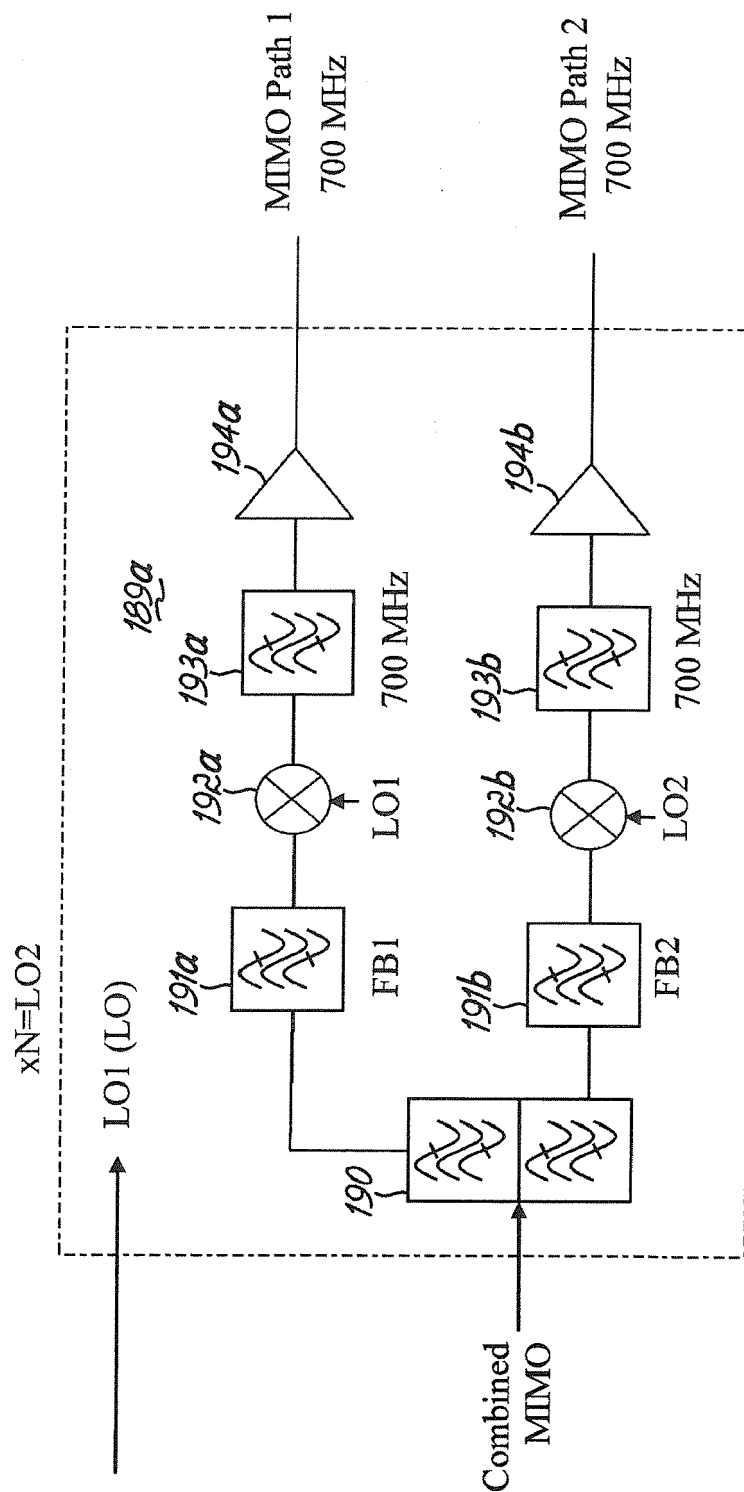 xN=LO2
LO1 (LO)
189a
191a
FB1
192a
LO1
193a
700 MHz
194a
MIMO Path 1
700 MHz
Combined
MIMO
190
191b
FB2
192b
LO2
193b
700 MHz
194b
MIMO Path 2
700 MHz